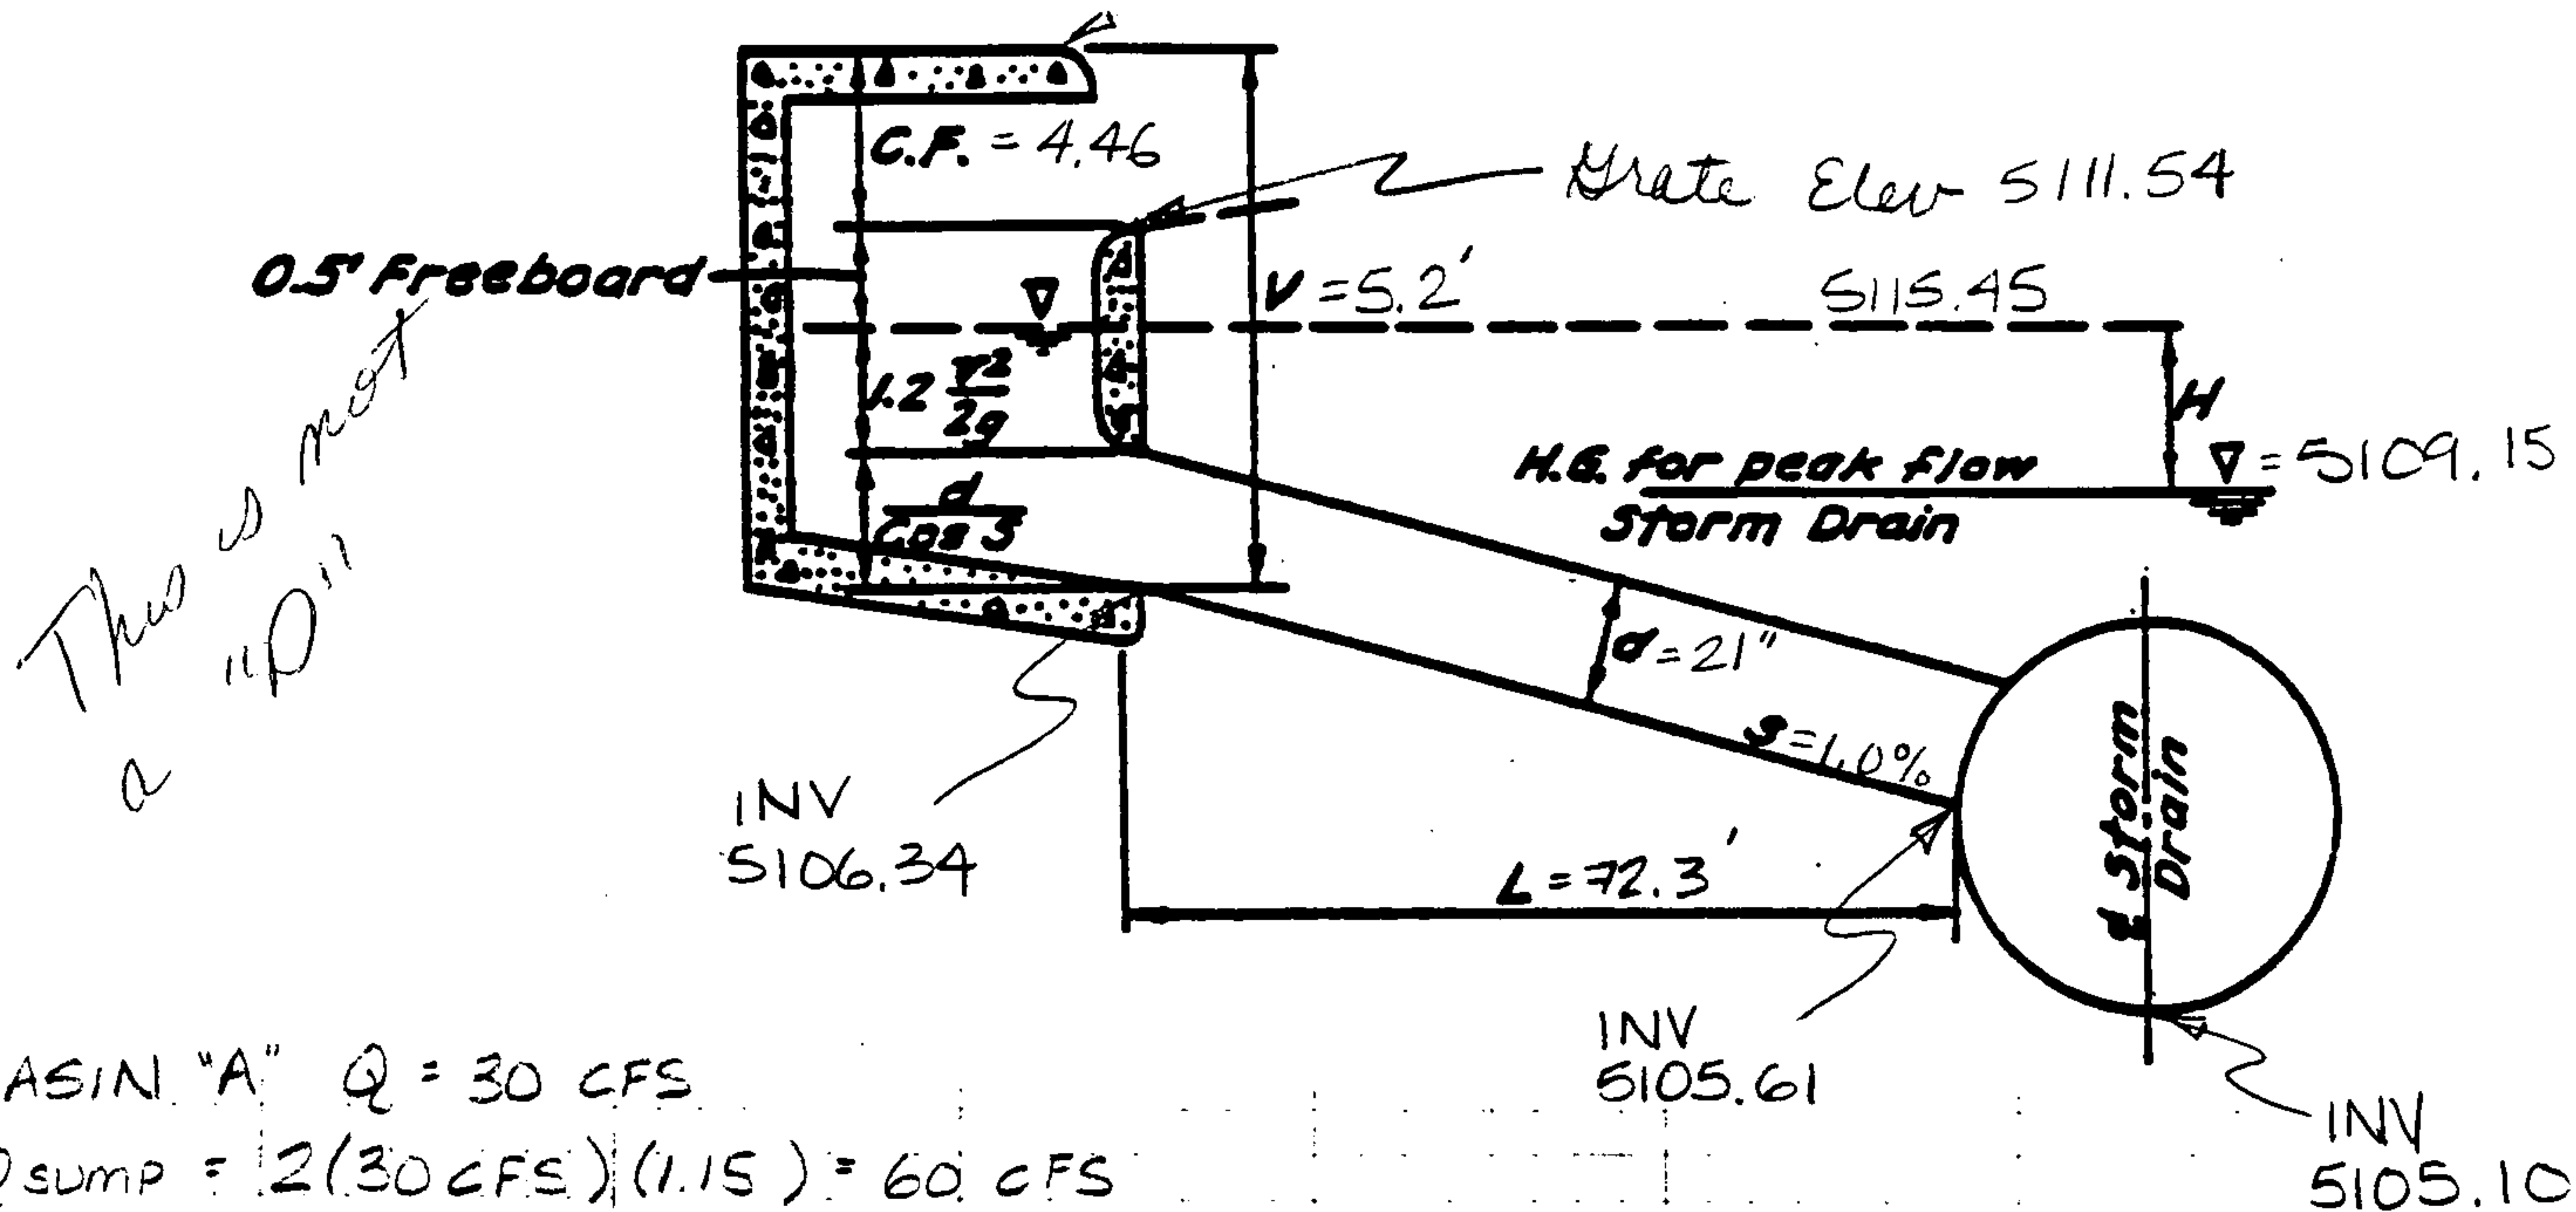 C.F. = 4.46
Grate Elev 5111.54
0.5' Freeboard
V = 5.2'
5115.45
1.2 V²/2g
H
H.G. for peak flow
▽ = 5109.15
Storm Drain
d/Cos S
This is not
a "D"
d = 21"
S = 1.0%
℄ Storm
Drain
INV
5106.34
L = 72.3'
INV
5105.61
INV
5105.10
ASIN "A" Q = 30 CFS
Q SUMP = 2(30 CFS)(1.15) = 60 CFS